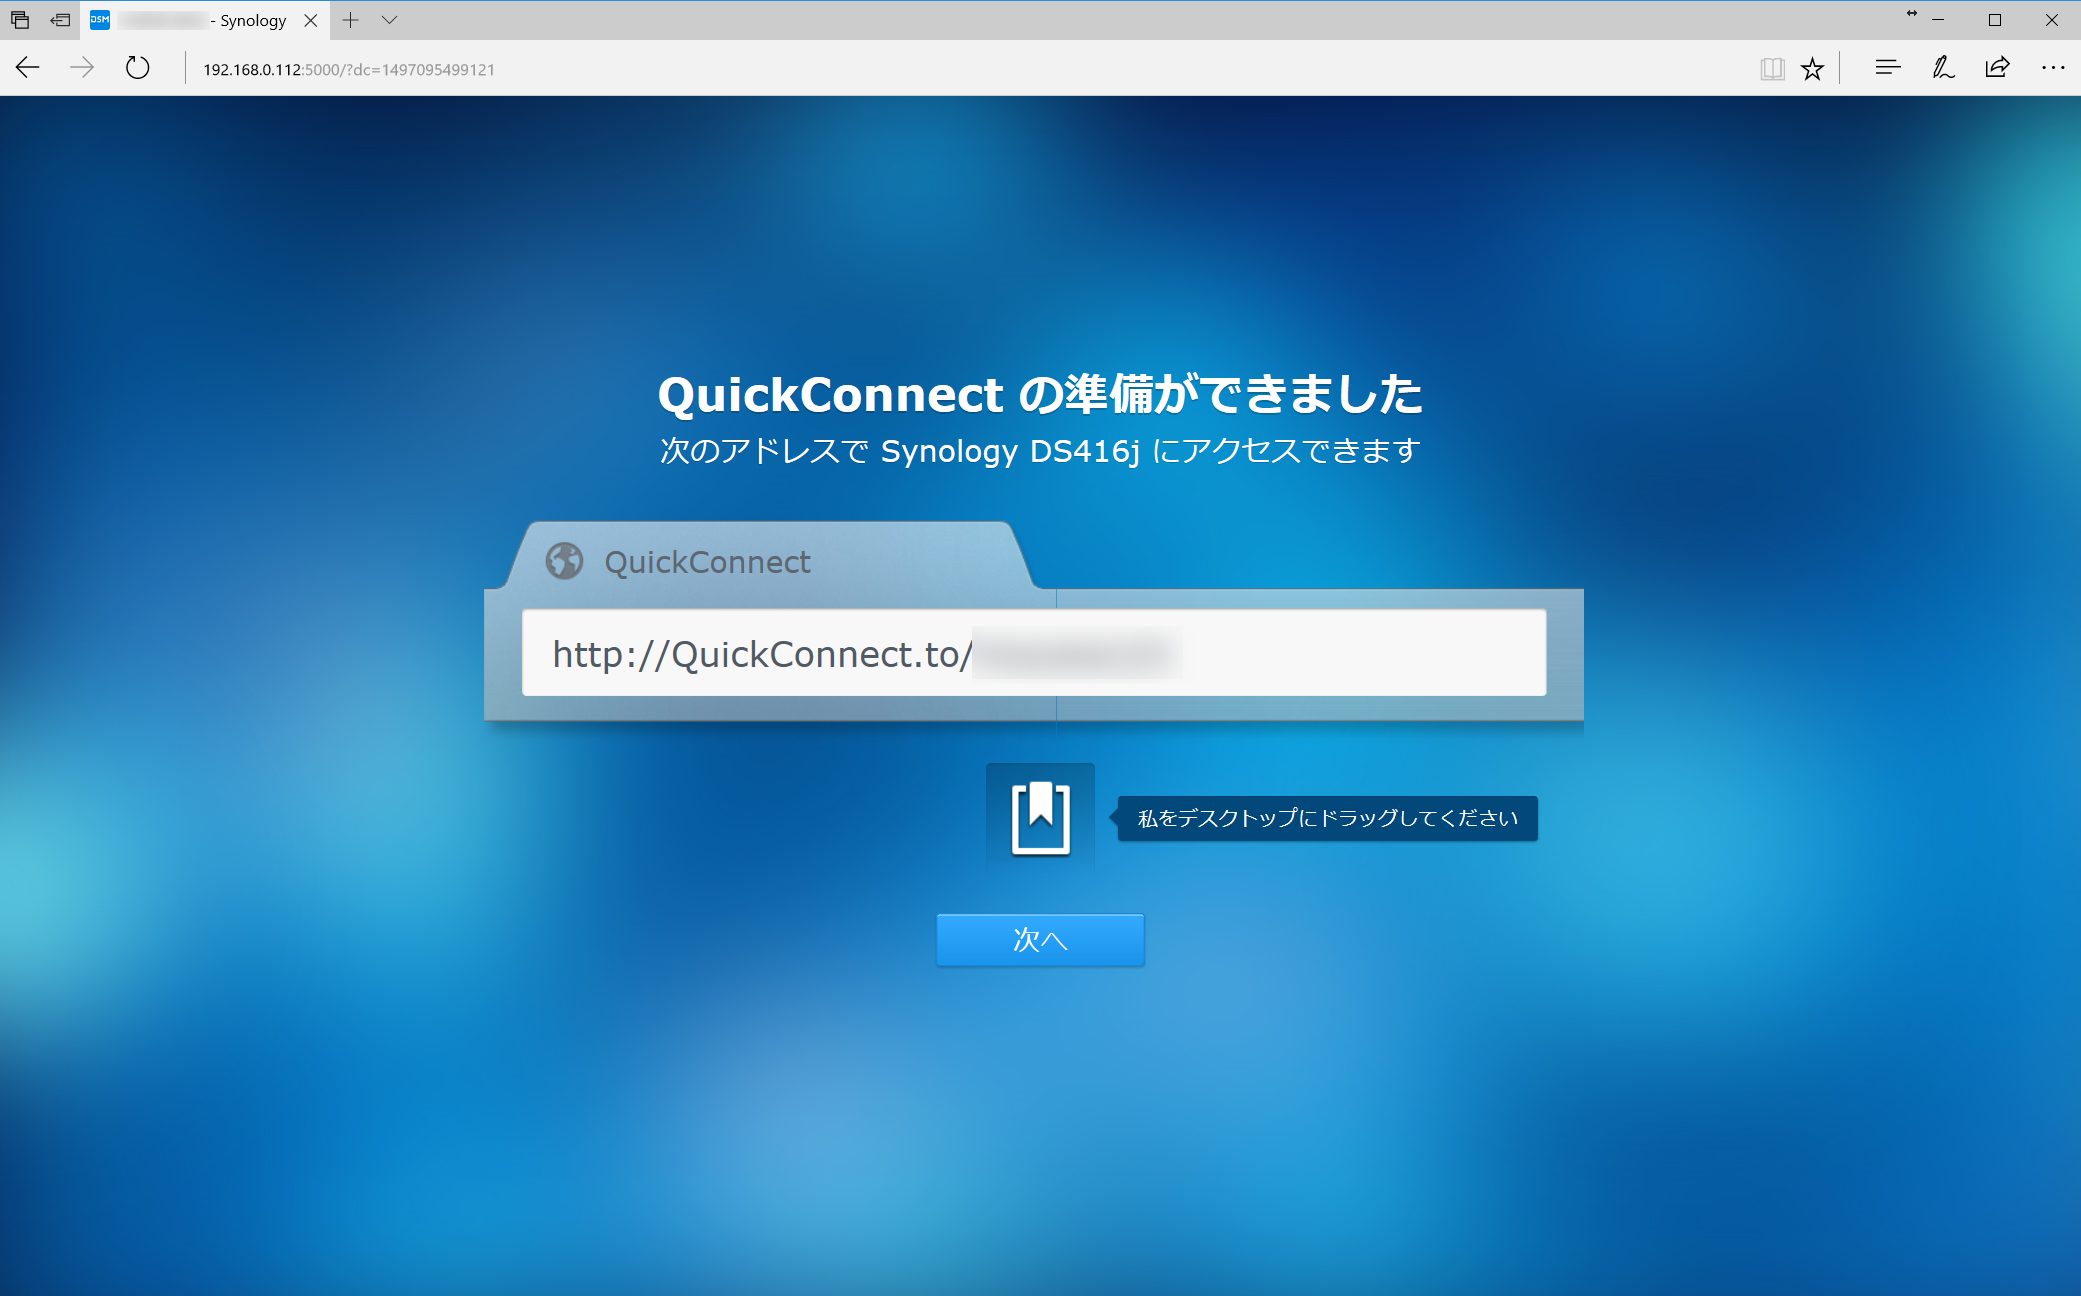 DSM
- Synology
192.168.0.112:5000/?dc=1497095499121
QuickConnect の準備ができました
次のアドレスで Synology DS416j にアクセスできます
QuickConnect
http://QuickConnect.to/
私をデスクトップにドラッグしてください
次へ